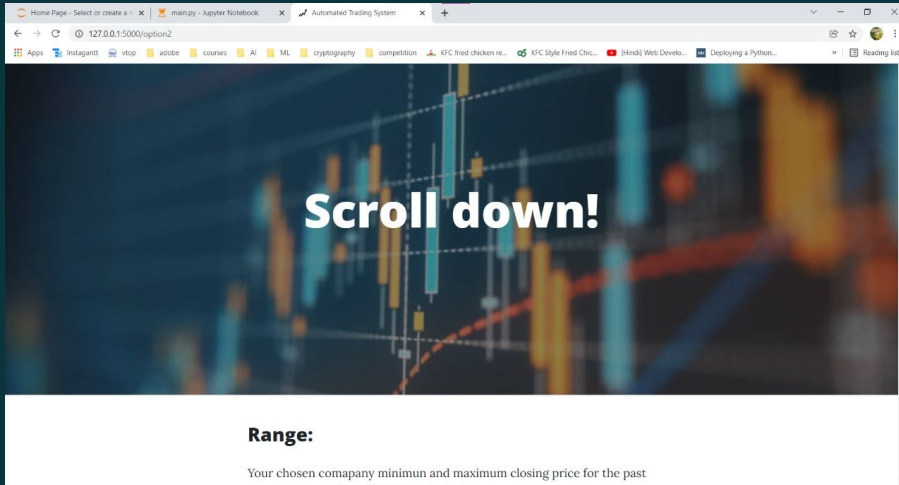 Home Page - Select or create a n
main.py - Jupyter Notebook
Automated Trading System
127.0.0.1:5000/option2
Apps Instagantt vtop adobe courses AI ML cryptography competition KFC fried chicken re... KFC Style Fried Chic... [Hindi] Web Develo... Deploying a Python... » Reading list
Scroll down!
Range:
Your chosen comapany minimun and maximum closing price for the past